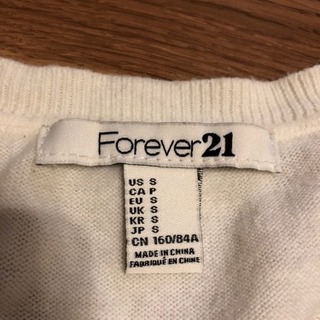 Forever21
US S
CA P
EU S
UK S
KR S
JP S
CN 160/84A
MADE IN CHINA
FABRIQUÉ EN CHINE